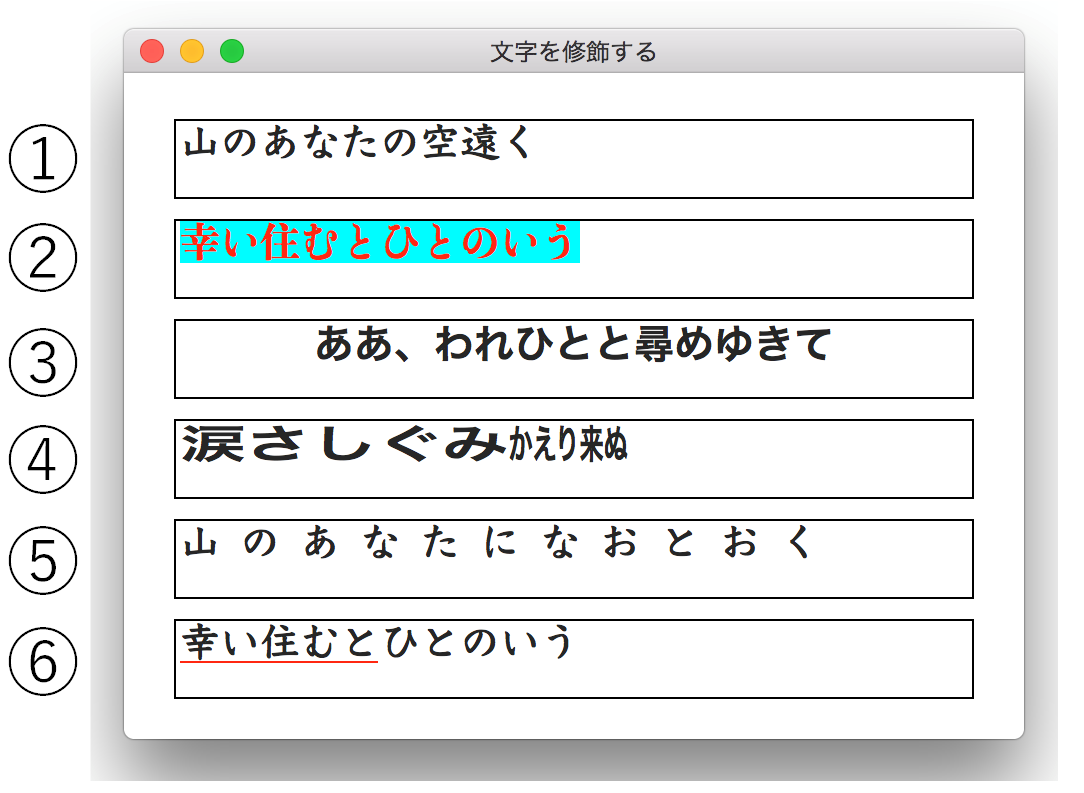 文字を修飾する
① 山のあなたの空遠く
② 幸い住むとひとのいう
③ ああ、われひとと尋めゆきて
④ 涙さしぐみかえり来ぬ
⑤ 山のあなたになおとおく
⑥ 幸い住むとひとのいう